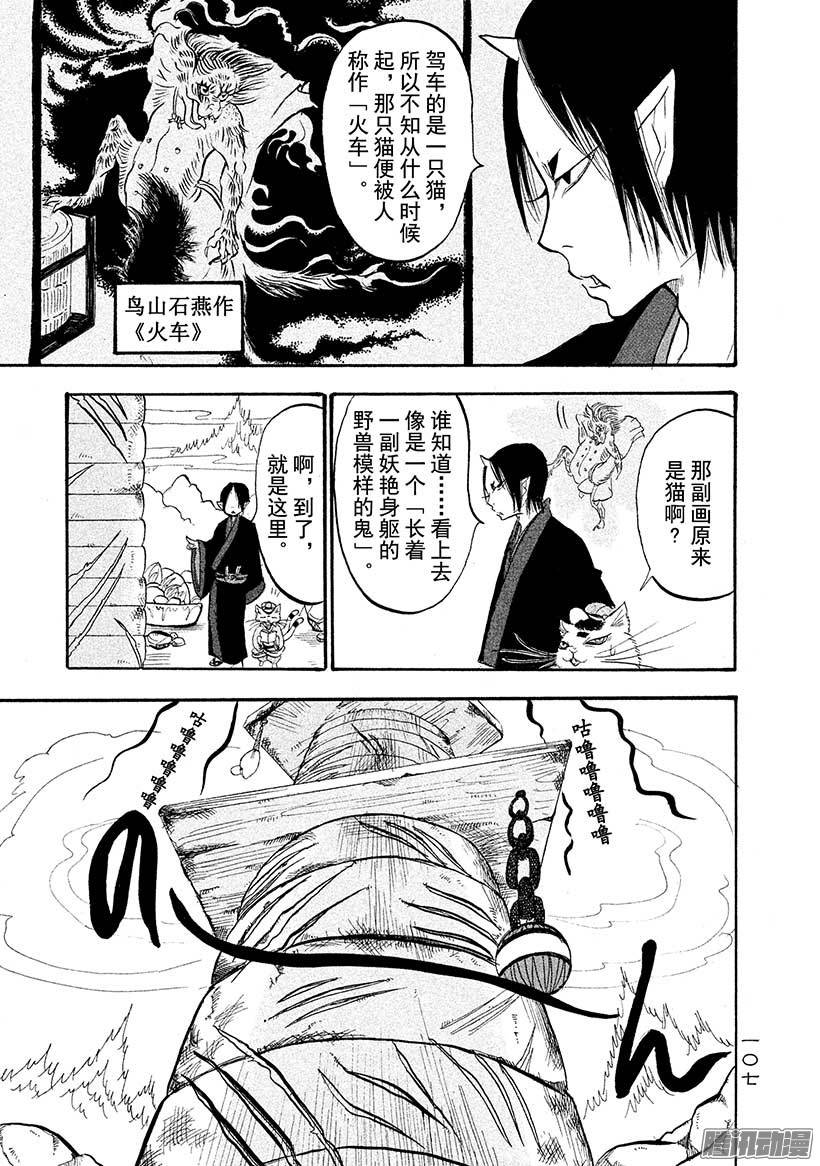 驾车的是一只猫，
所以不知从什么时候
起，那只猫便被人
称作「火车」。
鸟山石燕作
《火车》
那副画原来
是猫啊？
谁知道……看上去
像是一个「长着
一副妖艳身躯的
野兽模样的鬼」。
啊，到了，
就是这里。
咕噜噜噜噜噜
咕噜噜噜噜噜
のーん
一〇七
腾讯动漫